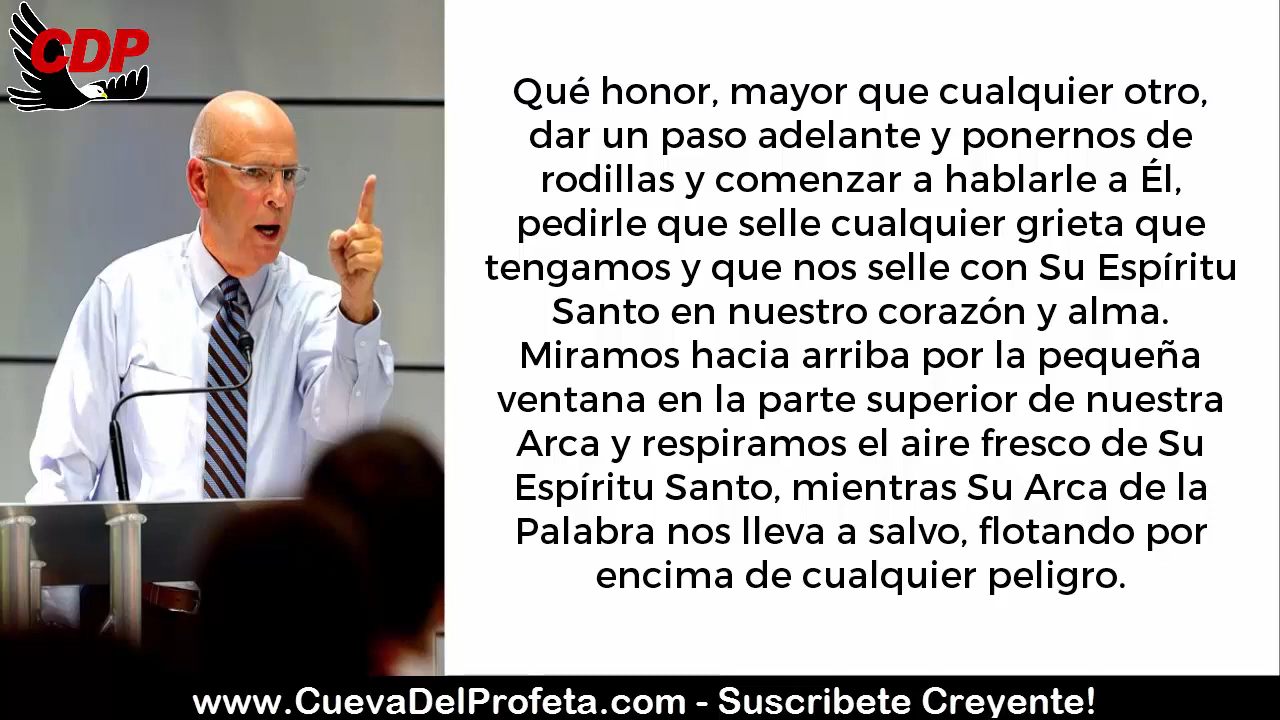 CDP
Qué honor, mayor que cualquier otro,
dar un paso adelante y ponernos de
rodillas y comenzar a hablarle a Él,
pedirle que selle cualquier grieta que
tengamos y que nos selle con Su Espíritu
Santo en nuestro corazón y alma.
Miramos hacia arriba por la pequeña
ventana en la parte superior de nuestra
Arca y respiramos el aire fresco de Su
Espíritu Santo, mientras Su Arca de la
Palabra nos lleva a salvo, flotando por
encima de cualquier peligro.
www.CuevaDelProfeta.com - Suscribete Creyente!